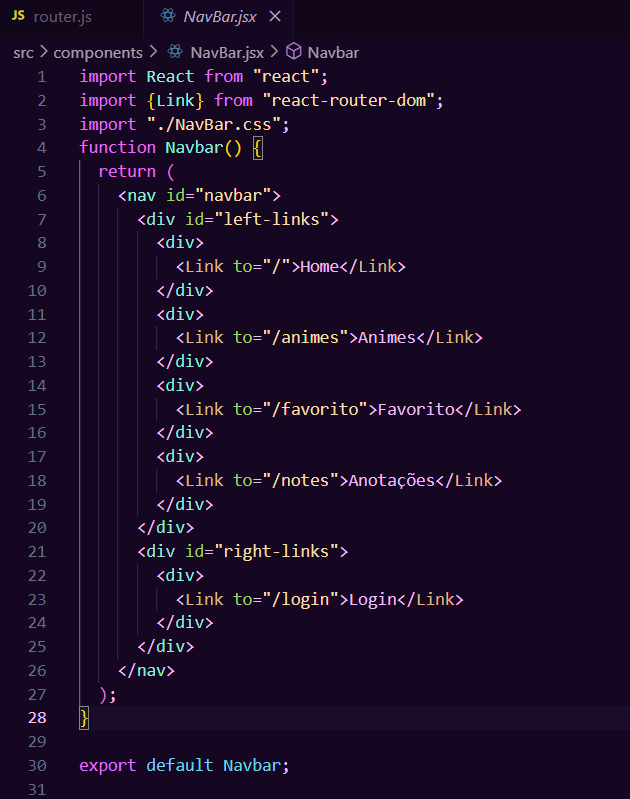 JS router.js NavBar.jsx
src > components > NavBar.jsx > Navbar
1 import React from "react";
2 import {Link} from "react-router-dom";
3 import "./NavBar.css";
4 function Navbar() {
5 return (
6 <nav id="navbar">
7 <div id="left-links">
8 <div>
9 <Link to="/">Home</Link>
10 </div>
11 <div>
12 <Link to="/animes">Animes</Link>
13 </div>
14 <div>
15 <Link to="/favorito">Favorito</Link>
16 </div>
17 <div>
18 <Link to="/notes">Anotações</Link>
19 </div>
20 </div>
21 <div id="right-links">
22 <div>
23 <Link to="/login">Login</Link>
24 </div>
25 </div>
26 </nav>
27 );
28 }
29
30 export default Navbar;
31